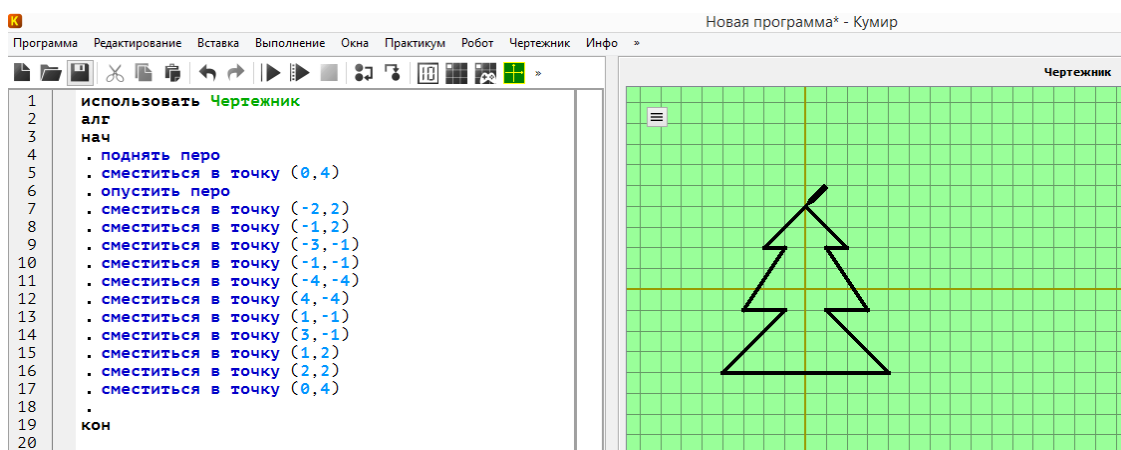 Новая программа* - Кумир
Программа Редактирование Вставка Выполнение Окна Практикум Робот Чертежник Инфо »
»
Чертежник
1 использовать Чертежник
2 алг
3 нач
4 . поднять перо
5 . сместиться в точку (0,4)
6 . опустить перо
7 . сместиться в точку (-2,2)
8 . сместиться в точку (-1,2)
9 . сместиться в точку (-3,-1)
10 . сместиться в точку (-1,-1)
11 . сместиться в точку (-4,-4)
12 . сместиться в точку (4,-4)
13 . сместиться в точку (1,-1)
14 . сместиться в точку (3,-1)
15 . сместиться в точку (1,2)
16 . сместиться в точку (2,2)
17 . сместиться в точку (0,4)
18 .
19 кон
20